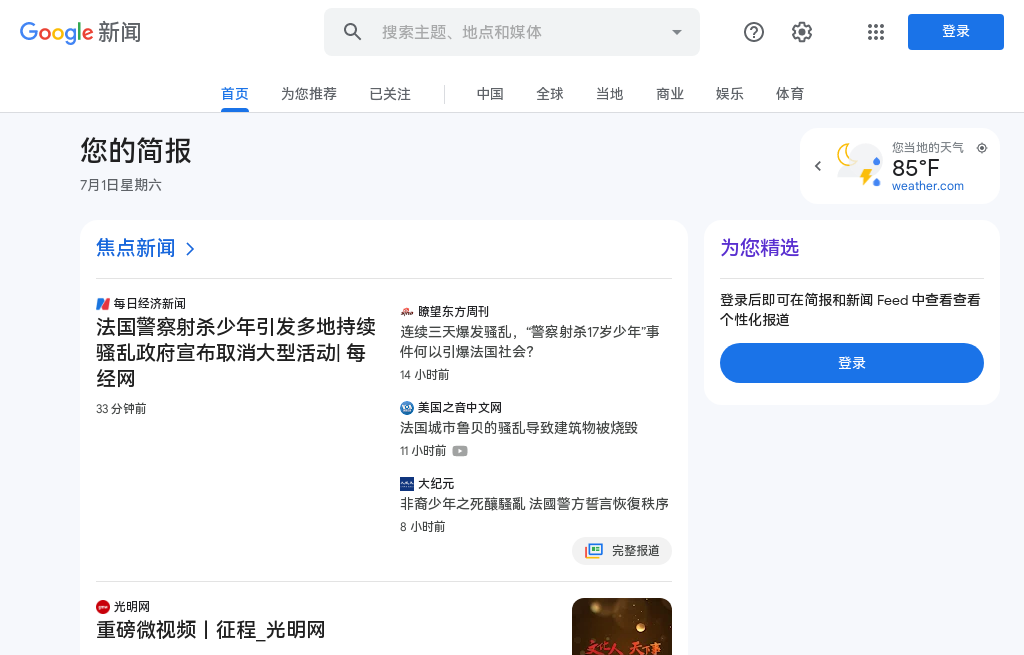 Google 新闻
搜索主题、地点和媒体
登录
首页
为您推荐
已关注
中国
全球
当地
商业
娱乐
体育
您的简报
7月1日星期六
您当地的天气
85°F
weather.com
焦点新闻
每日经济新闻
法国警察射杀少年引发多地持续
骚乱政府宣布取消大型活动| 每
经网
33 分钟前
瞭望东方周刊
连续三天爆发骚乱，“警察射杀17岁少年”事
件何以引爆法国社会？
14 小时前
美国之音中文网
法国城市鲁贝的骚乱导致建筑物被烧毁
11 小时前
大纪元
非裔少年之死釀騷亂 法國警方誓言恢復秩序
8 小时前
完整报道
光明网
重磅微视频丨征程_光明网
文化人 天下事
为您精选
登录后即可在简报和新闻 Feed 中查看查看
个性化报道
登录